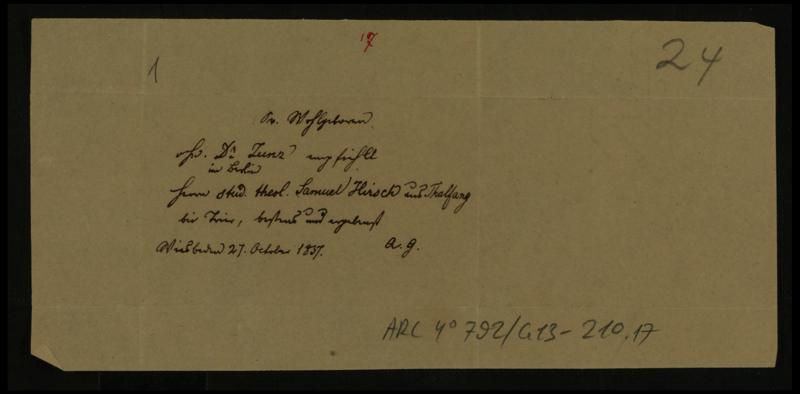 17
1
24
Sr. Wohlgeboren
Hr. Dr. Zunz empfiehlt
in Berlin
Herrn stud. theol. Samuel Hirsch aus Thalfang
bei Trier, bestens und ergebenst
Wiesbaden 27. October 1837. A. G.
ARC 4° 792/G13-210.17